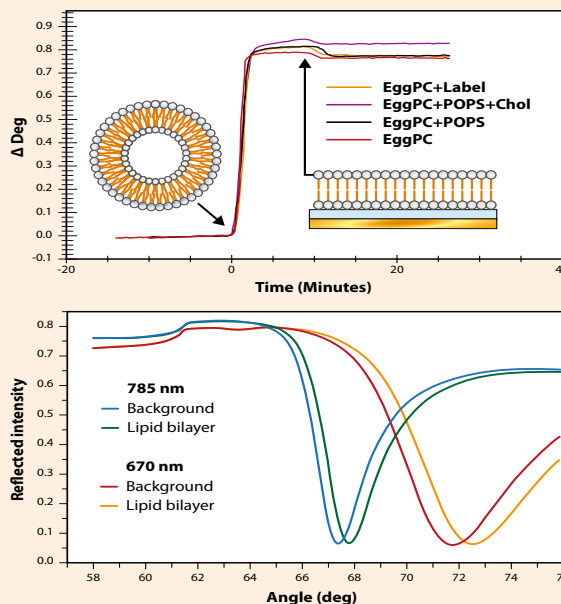 0.9
0.8
0.7
0.6
0.5
0.4
0.3
0.2
0.1
0.0
-0.1
Δ Deg
EggPC+Label
EggPC+POPS+Chol
EggPC+POPS
EggPC
-20
0
20
Time (Minutes)
0.8
0.7
0.6
0.5
0.4
0.3
0.2
0.1
0.0
Reflected intensity
785 nm
Background
Lipid bilayer
670 nm
Background
Lipid bilayer
58
60
62
64
66
68
70
72
74
Angle (deg)